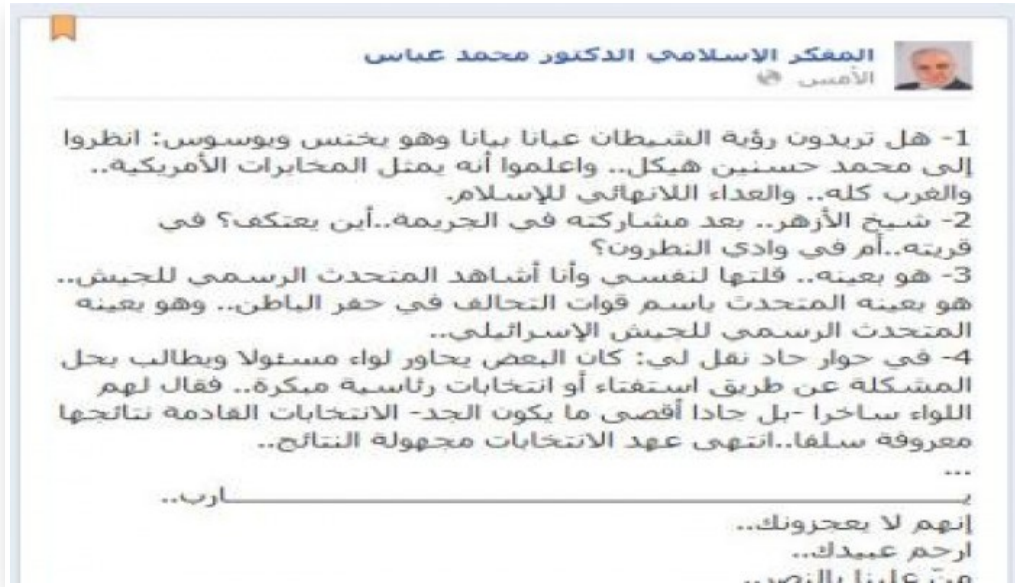 المفكر الإسلامي الدكتور محمد عباس
الأمس
1- هل تريدون رؤية الشيطان عيانا بيانا وهو يخنس ويوسوس: انظروا
إلى محمد حسنين هيكل.. واعلموا أنه يمثل المخابرات الأمريكية..
والغرب كله.. والعداء اللانهائي للإسلام.
2- شيخ الأزهر.. بعد مشاركته في الجريمة..أين يعتكف؟ في
قريته..أم في وادي النطرون؟
3- هو بعينه.. قلتها لنفسي وأنا أشاهد المتحدث الرسمي للجيش..
هو بعينه المتحدث باسم قوات التحالف في حفر الباطن.. وهو بعينه
المتحدث الرسمي للجيش الإسرائيلي..
4- في حوار حاد نقل لي: كان البعض يحاور لواء مسئولا ويطالب بحل
المشكلة عن طريق استفتاء أو انتخابات رئاسية مبكرة.. فقال لهم
اللواء ساخرا -بل جادا أقصى ما يكون الجد- الانتخابات القادمة نتائجها
معروفة سلفا..انتهى عهد الانتخابات مجهولة النتائج..
...
يـــــــــــــــــــــــــــــــــــــــــــــــــــارب..
إنهم لا يعجزونك..
ارحم عبيدك..
منّ علينا بالنصر..